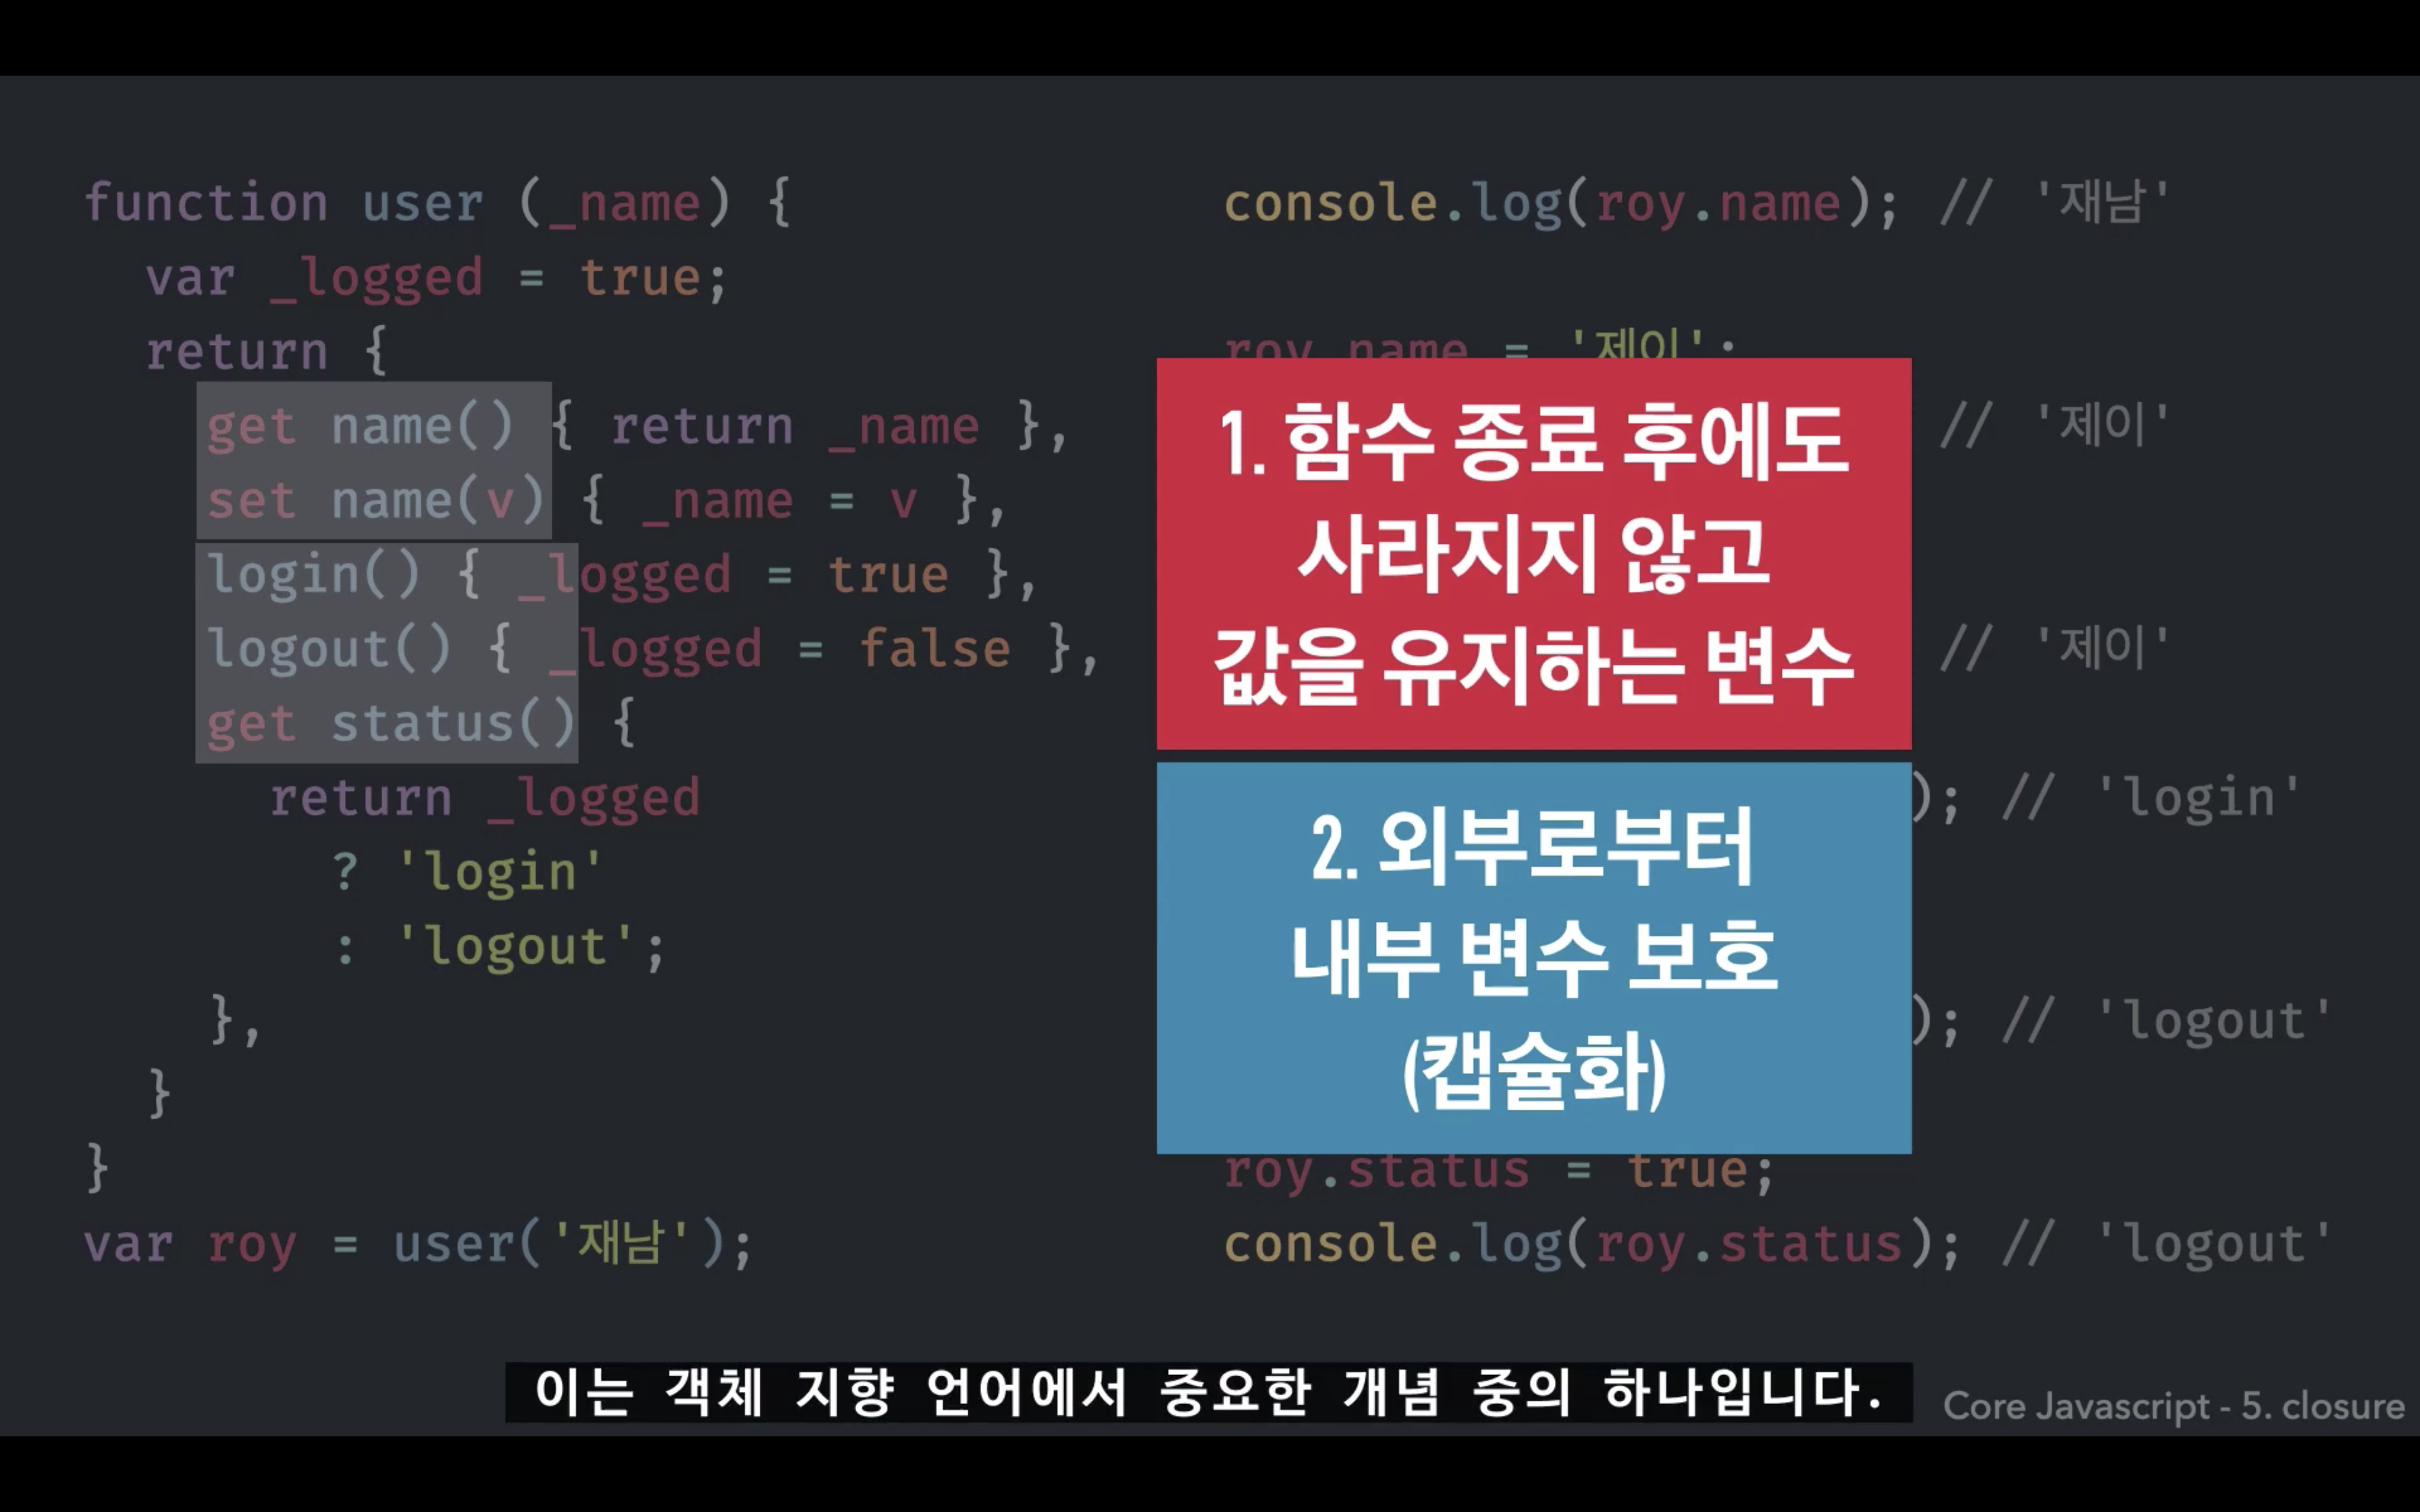 function user (_name) {
  var _logged = true;
  return {
    get name() { return _name },
    set name(v) { _name = v },
    login() { _logged = true },
    logout() { _logged = false },
    get status() {
      return _logged
        ? 'login'
        : 'logout';
    },
  }
}
var roy = user('재남');
console.log(roy.name); // '재남'
roy.name = '제이';
// '제이'
// '제이'
); // 'login'
); // 'logout'
roy.status = true;
console.log(roy.status); // 'logout'
1. 함수 종료 후에도
사라지지 않고
값을 유지하는 변수
2. 외부로부터
내부 변수 보호
(캡슐화)
이는 객체 지향 언어에서 중요한 개념 중의 하나입니다.
Core Javascript - 5. closure